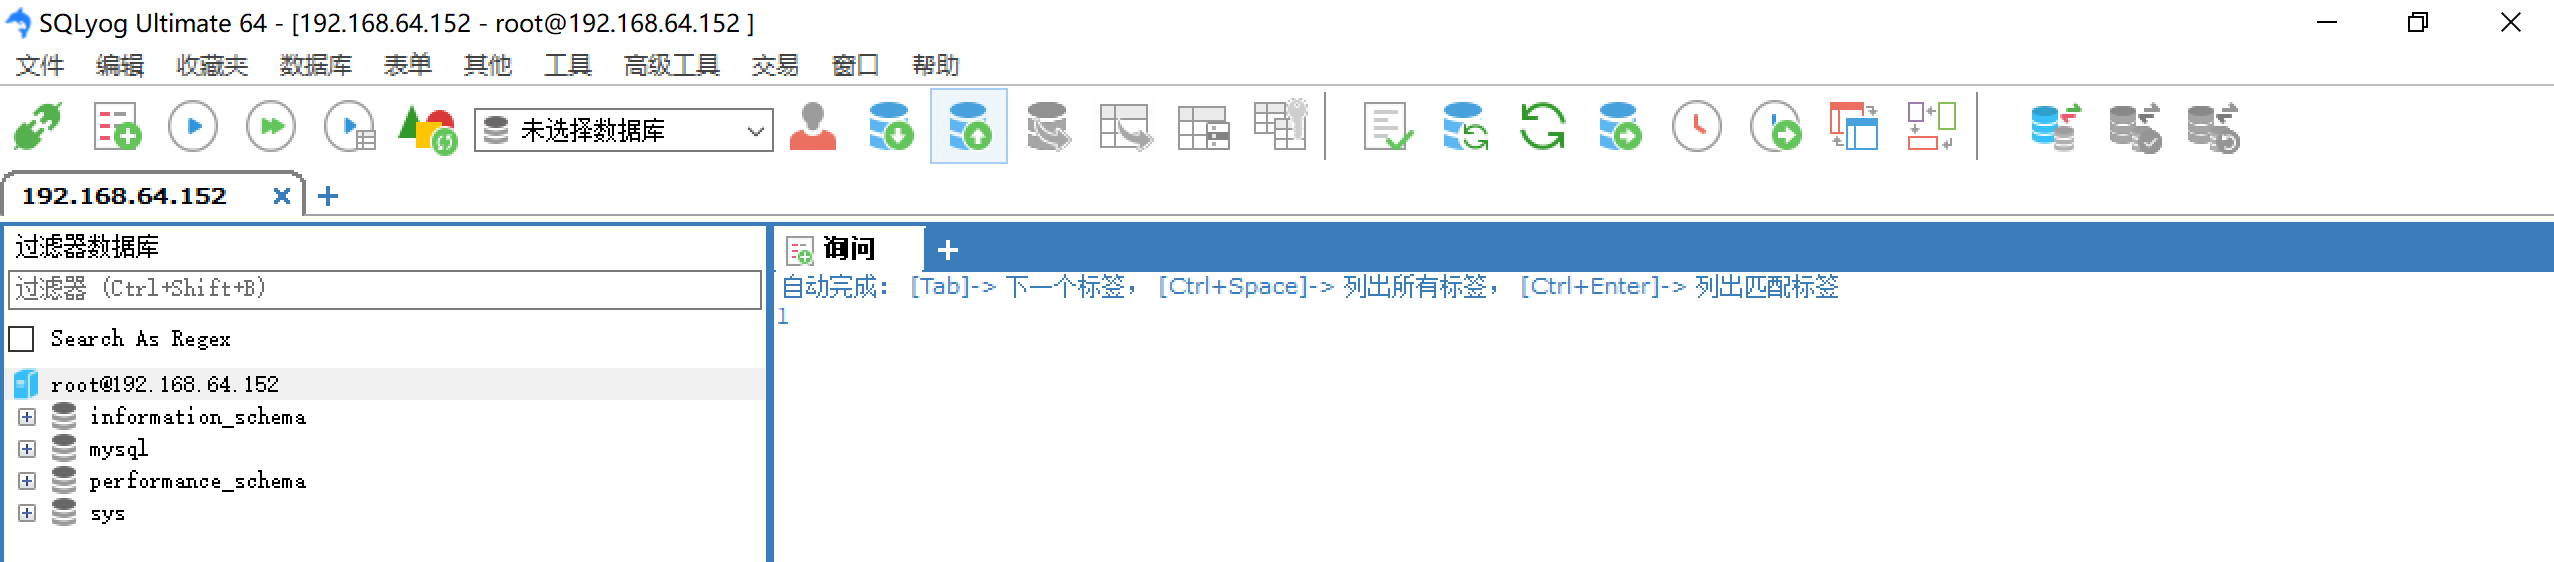 SQLyog Ultimate 64 - [192.168.64.152 - root@192.168.64.152 ]
文件 编辑 收藏夹 数据库 表单 其他 工具 高级工具 交易 窗口 帮助
未选择数据库
192.168.64.152
过滤器数据库
过滤器 (Ctrl+Shift+B)
Search As Regex
root@192.168.64.152
information_schema
mysql
performance_schema
sys
询问
自动完成： [Tab]-> 下一个标签， [Ctrl+Space]-> 列出所有标签， [Ctrl+Enter]-> 列出匹配标签
1